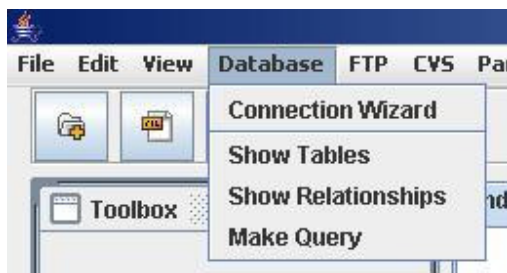 File Edit View Database FTP CVS
Connection Wizard
Show Tables
Show Relationships
Toolbox
Make Query